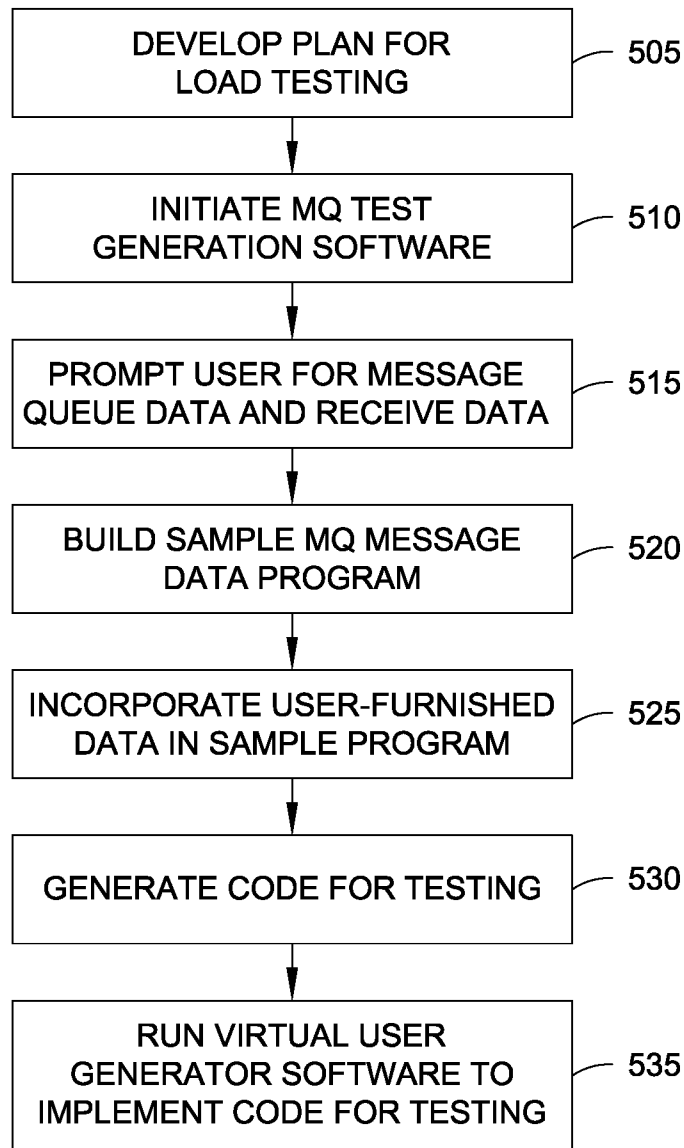 DEVELOP PLAN FOR
LOAD TESTING
505
INITIATE MQ TEST
GENERATION SOFTWARE
510
PROMPT USER FOR MESSAGE
QUEUE DATA AND RECEIVE DATA
515
BUILD SAMPLE MQ MESSAGE
DATA PROGRAM
520
INCORPORATE USER-FURNISHED
DATA IN SAMPLE PROGRAM
525
GENERATE CODE FOR TESTING
530
RUN VIRTUAL USER
GENERATOR SOFTWARE TO
IMPLEMENT CODE FOR TESTING
535